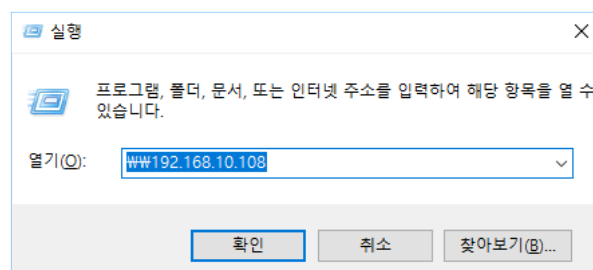 실행
프로그램, 폴더, 문서, 또는 인터넷 주소를 입력하여 해당 항목을 열 수
있습니다.
열기(O): ₩₩192.168.10.108
확인 취소 찾아보기(B)...